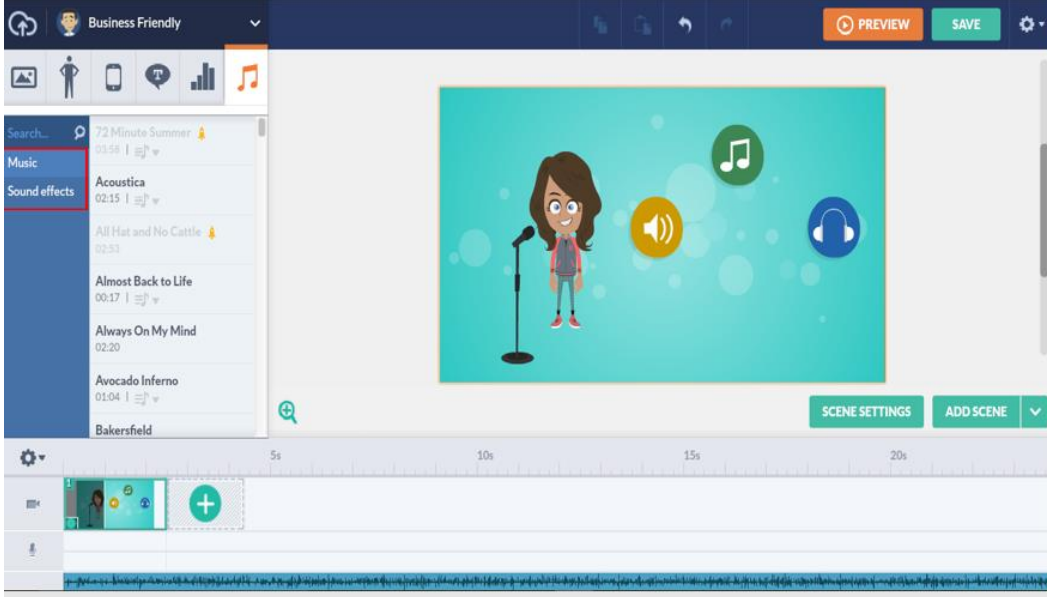 Business Friendly
PREVIEW
SAVE
T
Search...
Music
Sound effects
72 Minute Summer
03:58 |
Acoustica
02:15 |
All Hat and No Cattle
02:53
Almost Back to Life
00:17 |
Always On My Mind
02:20
Avocado Inferno
01:04 |
Bakersfield
SCENE SETTINGS
ADD SCENE
5s
10s
15s
20s
1